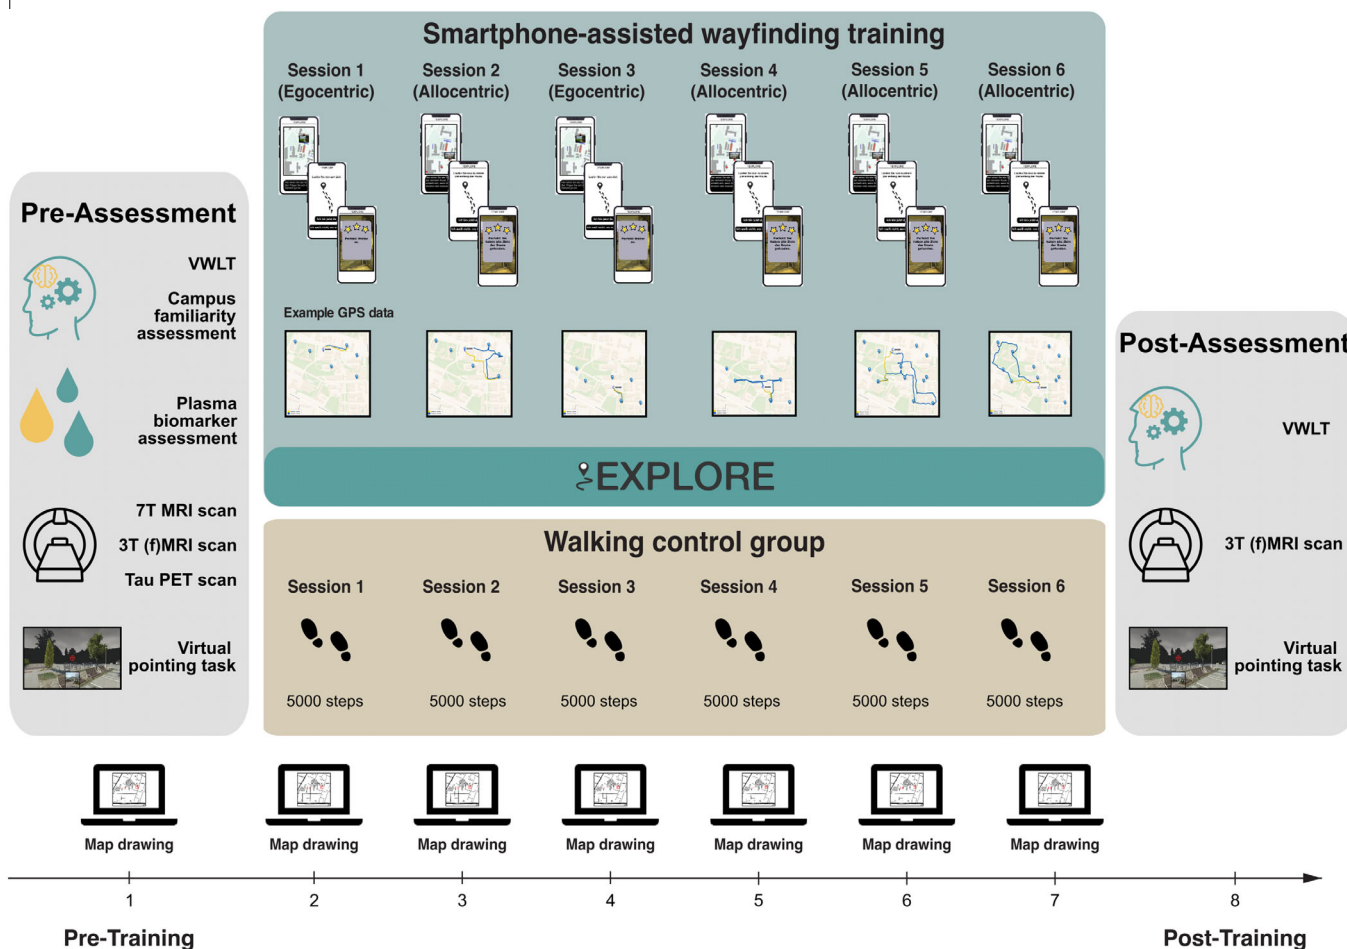 Smartphone-assisted wayfinding training
Session 1
(Egocentric)
Session 2
(Allocentric)
Session 3
(Egocentric)
Session 4
(Allocentric)
Session 5
(Allocentric)
Session 6
(Allocentric)
Example GPS data
EXPLORE
Pre-Assessment
VWLT
Campus
familiarity
assessment
Plasma
biomarker
assessment
7T MRI scan
3T (f)MRI scan
Tau PET scan
Virtual
pointing task
Walking control group
Session 1
Session 2
Session 3
Session 4
Session 5
Session 6
5000 steps
5000 steps
5000 steps
5000 steps
5000 steps
5000 steps
Post-Assessment
VWLT
3T (f)MRI scan
Virtual
pointing task
Map drawing
Map drawing
Map drawing
Map drawing
Map drawing
Map drawing
Map drawing
1
2
3
4
5
6
7
8
Pre-Training
Post-Training